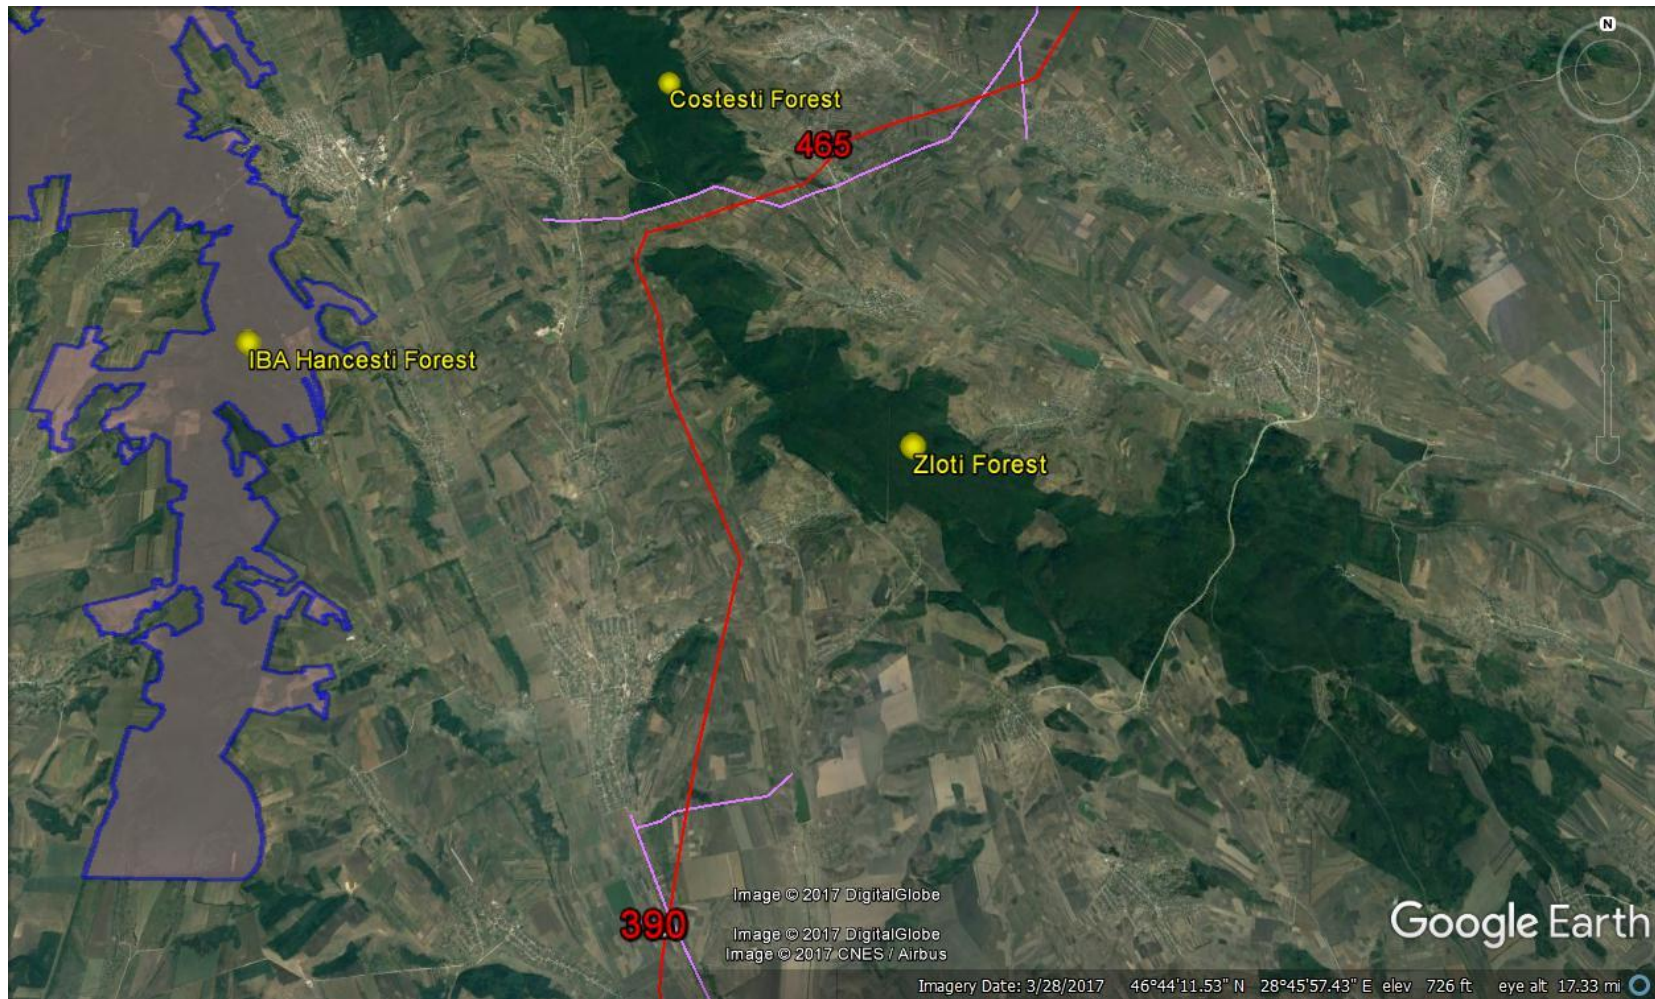 N
Costesti Forest
465
IBA Hancesti Forest
Zloti Forest
390
Image © 2017 DigitalGlobe
Image © 2017 DigitalGlobe
Image © 2017 CNES / Airbus
Google Earth
Imagery Date: 3/28/2017 46°44'11.53" N 28°45'57.43" E elev 726 ft eye alt 17.33 mi